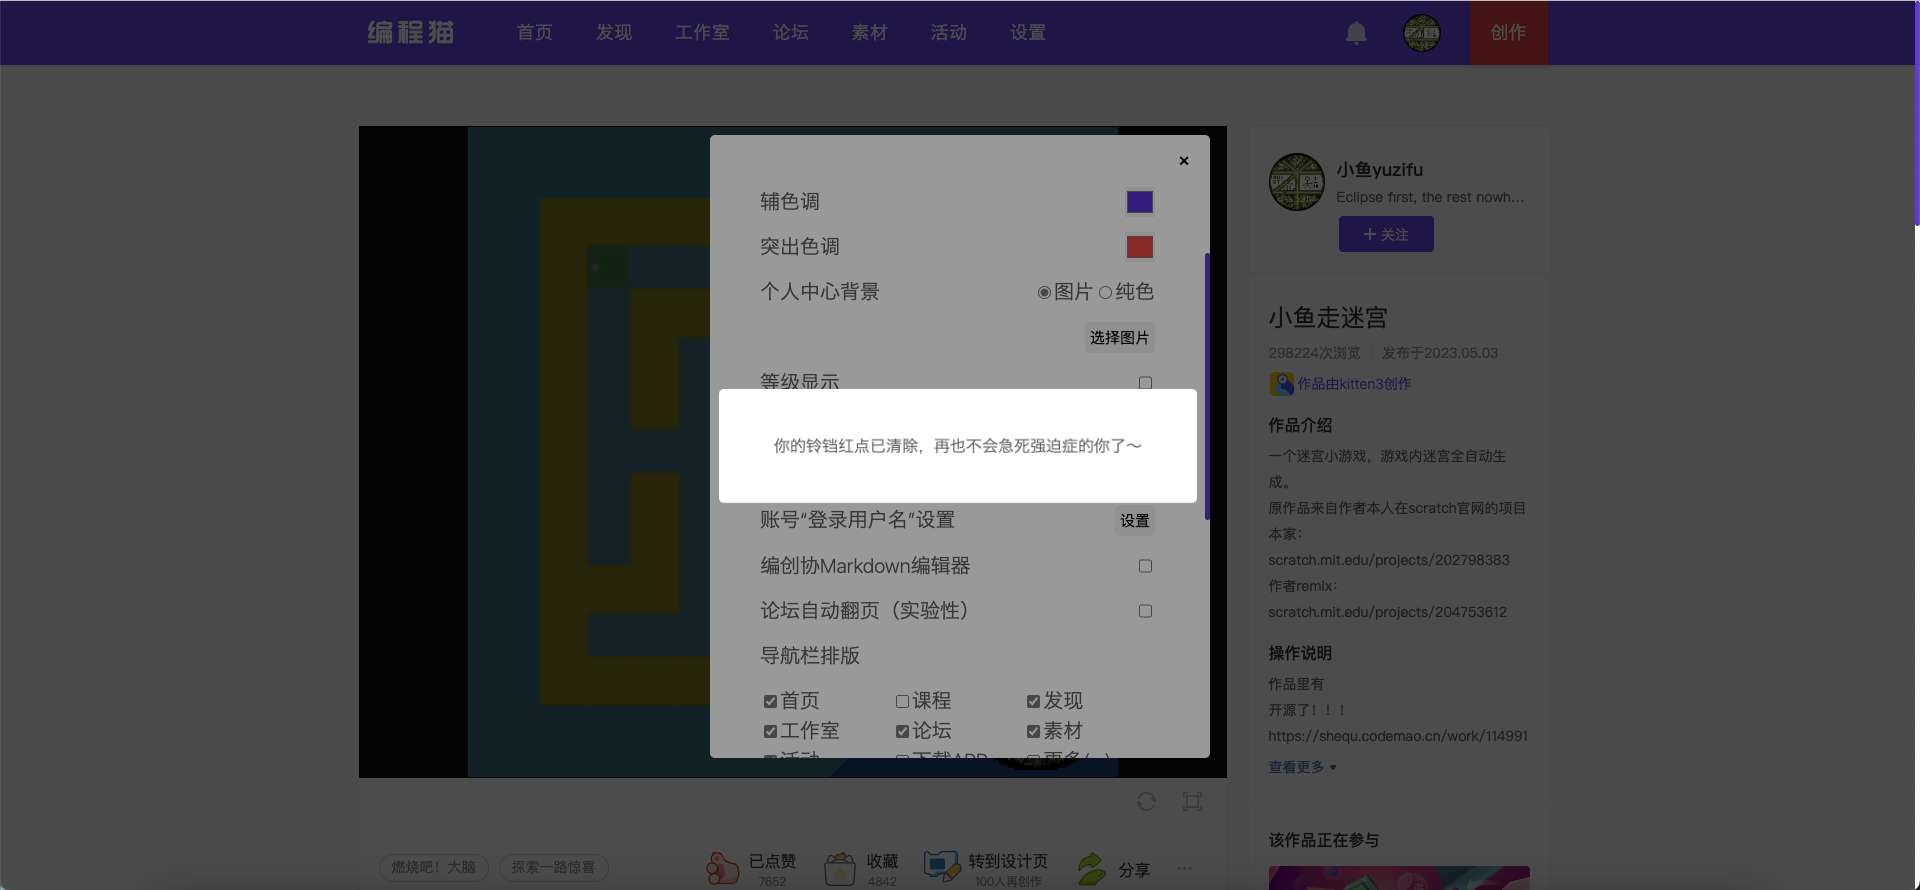 编程猫 首页 发现 工作室 论坛 素材 活动 设置 创作
×
辅色调
突出色调
个人中心背景 图片 纯色
选择图片
等级显示
你的铃铛红点已清除，再也不会急死强迫症的你了～
账号“登录用户名”设置 设置
编创协Markdown编辑器
论坛自动翻页（实验性）
导航栏排版
首页 课程 发现
工作室 论坛 素材
活动 下载APP 更多(...)
小鱼yuzifu
Eclipse first, the rest nowh...
+ 关注
小鱼走迷宫
298224次浏览 发布于2023.05.03
作品由kitten3创作
作品介绍
一个迷宫小游戏，游戏内迷宫全自动生
成。
原作品来自作者本人在scratch官网的项目
本家：
scratch.mit.edu/projects/202798383
作者remix：
scratch.mit.edu/projects/204753612
操作说明
作品里有
开源了！！！
https://shequ.codemao.cn/work/114991
查看更多
该作品正在参与
燃烧吧！大脑 探索一路惊喜
已点赞
7652
收藏
4842
转到设计页
100人再创作
分享
...